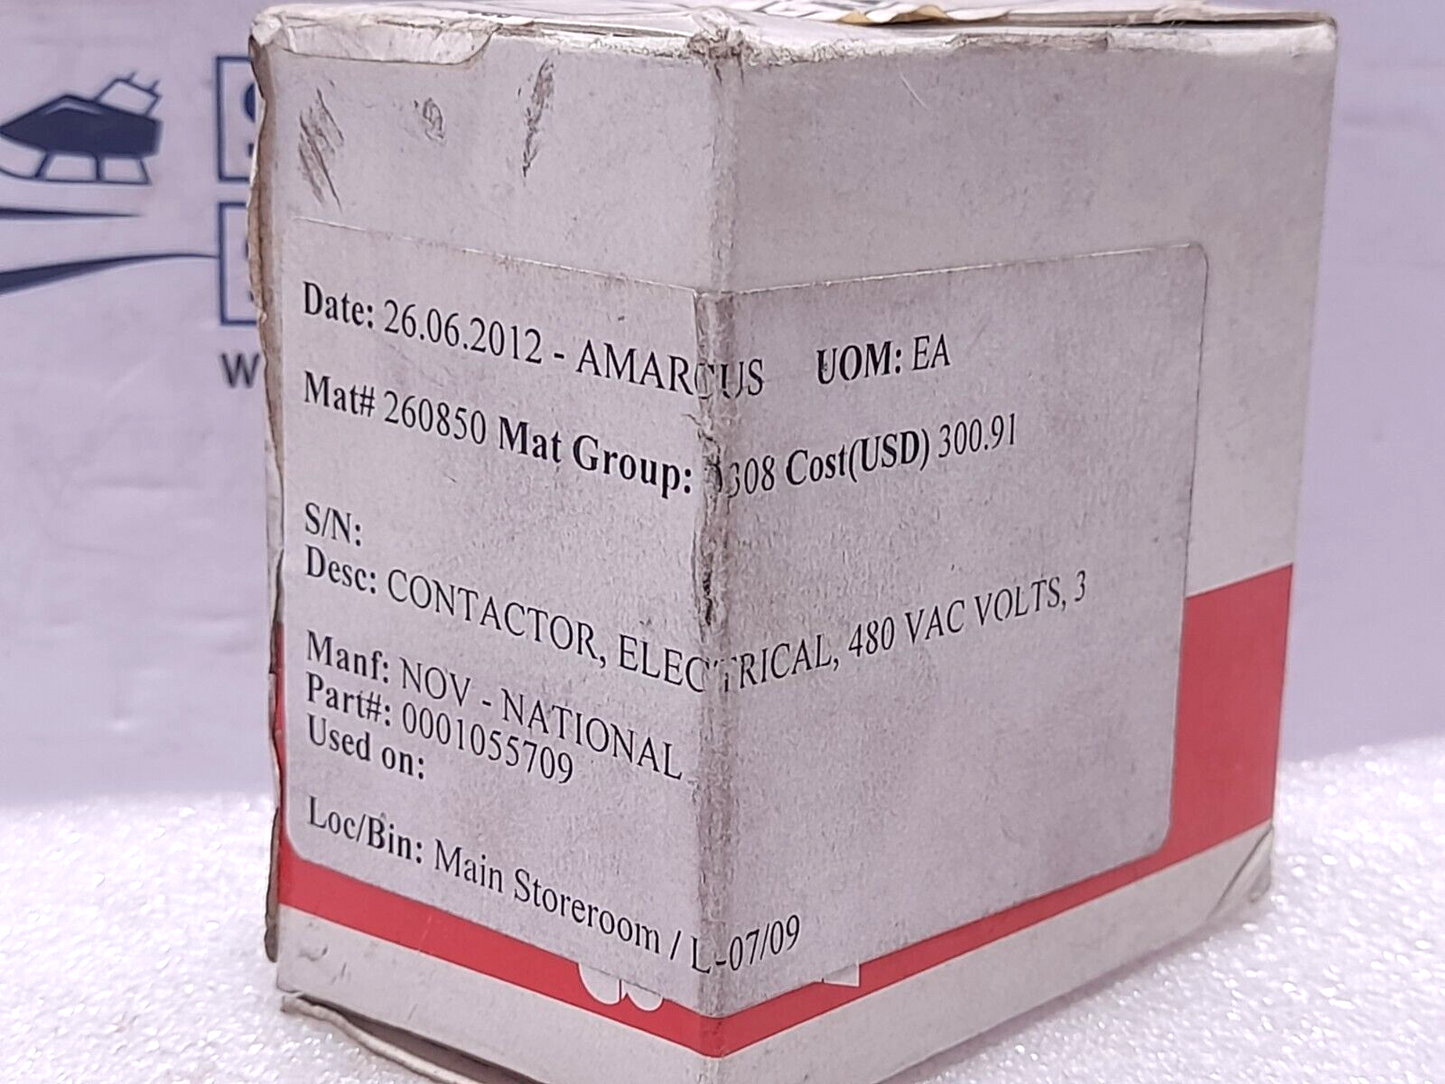 Date: 26.06.2012 - AMARCUS UOM: EA
Mat# 260850 Mat Group: Cost(USD) 300.91
S/N:
Desc: CONTACTOR, ELECTRICAL, 480 VAC VOLTS, 3
Manf: NOV - NATIONAL
Part#: 0001055709
Used on:
Loc/Bin: Main Storeroom / L-07/09